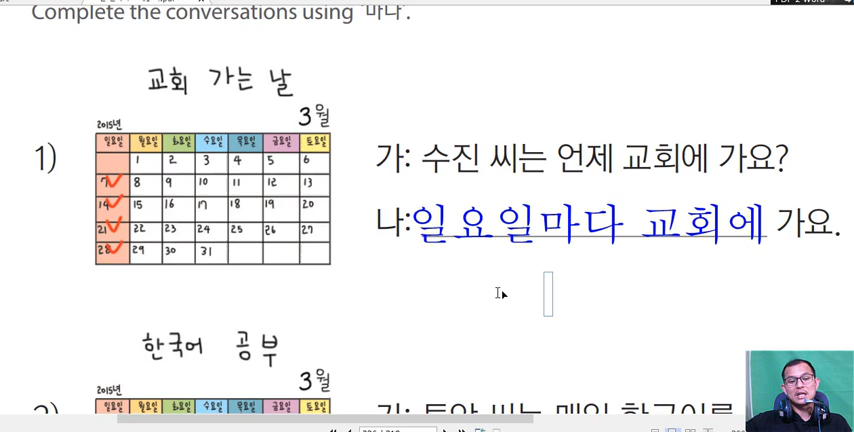 Complete the conversations using '마다'.
교회 가는 날
2015년
3월
일요일 월요일 화요일 수요일 목요일 금요일 토요일
1 2 3 4 5 6
7 8 9 10 11 12 13
14 15 16 17 18 19 20
21 22 23 24 25 26 27
28 29 30 31
1)
가: 수진 씨는 언제 교회에 가요?
나: 일요일마다 교회에 가요.
한국어 공부
2015년
3월
일요일 월요일 화요일 수요일 목요일 금요일 토요일
2)